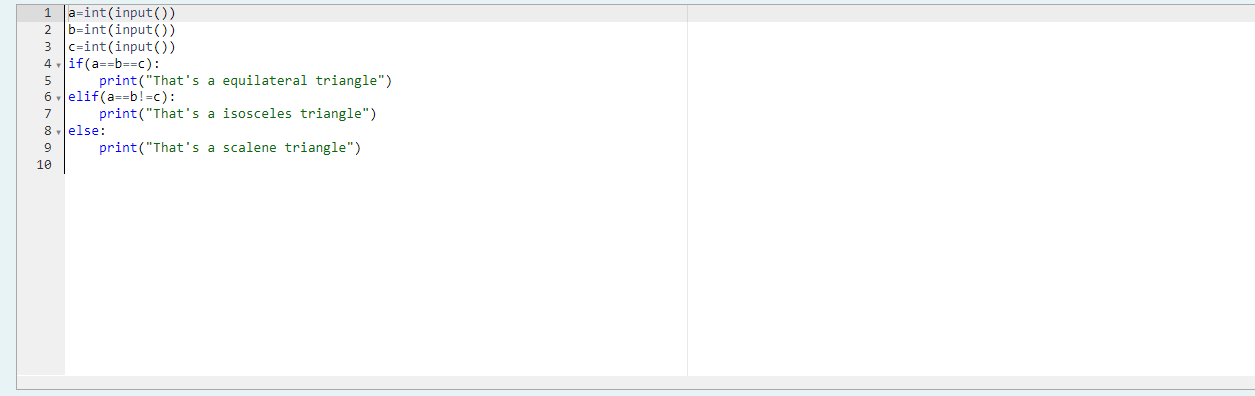 1 a=int(input())
2 b=int(input())
3 c=int(input())
4 if(a==b==c):
5     print("That's a equilateral triangle")
6 elif(a==b!=c):
7     print("That's a isosceles triangle")
8 else:
9     print("That's a scalene triangle")
10